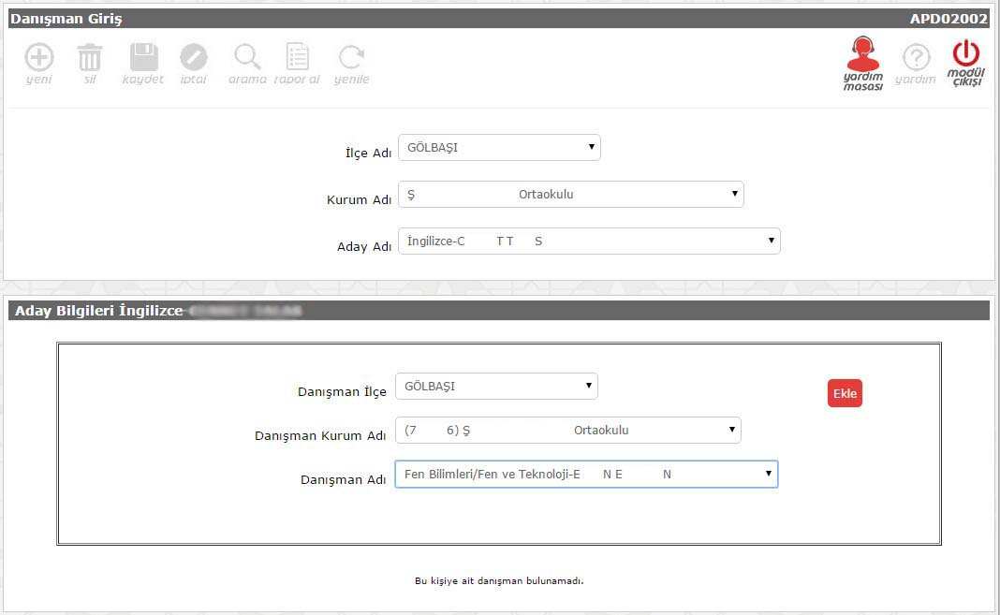 Danışman Giriş APD02002
yeni sil kaydet iptal arama rapor al yenile yardım masası yardım modül çıkışı
İlçe Adı GÖLBAŞI
Kurum Adı Ş Ortaokulu
Aday Adı İngilizce-C T T S
Aday Bilgileri İngilizce-
Danışman İlçe GÖLBAŞI Ekle
Danışman Kurum Adı (7 6) Ş Ortaokulu
Danışman Adı Fen Bilimleri/Fen ve Teknoloji-E N E N
Bu kişiye ait danışman bulunamadı.